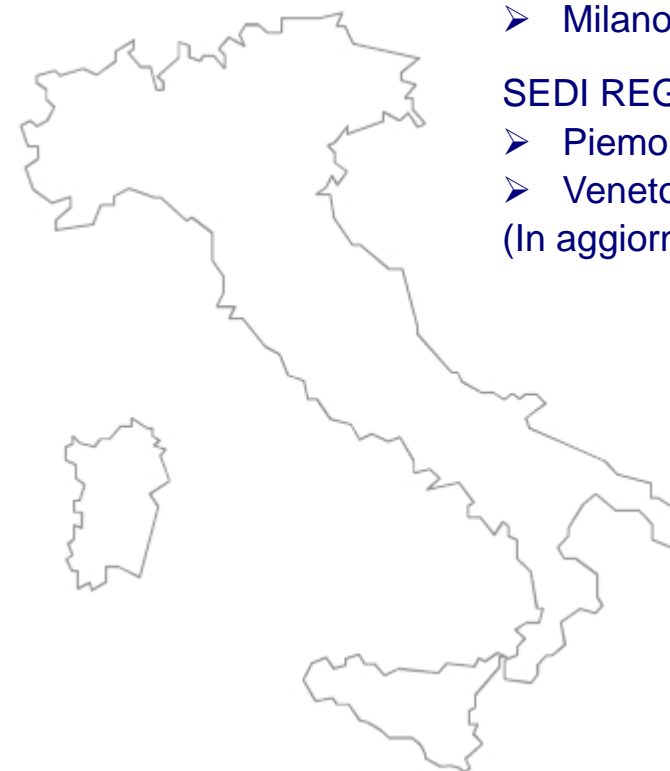 ➢ Milano
SEDI REG
➢ Piemo
➢ Veneto
(In aggiorn